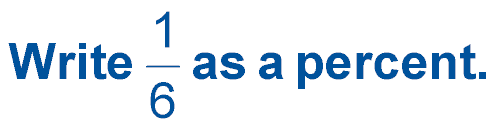 Write 1/6 as a percent.